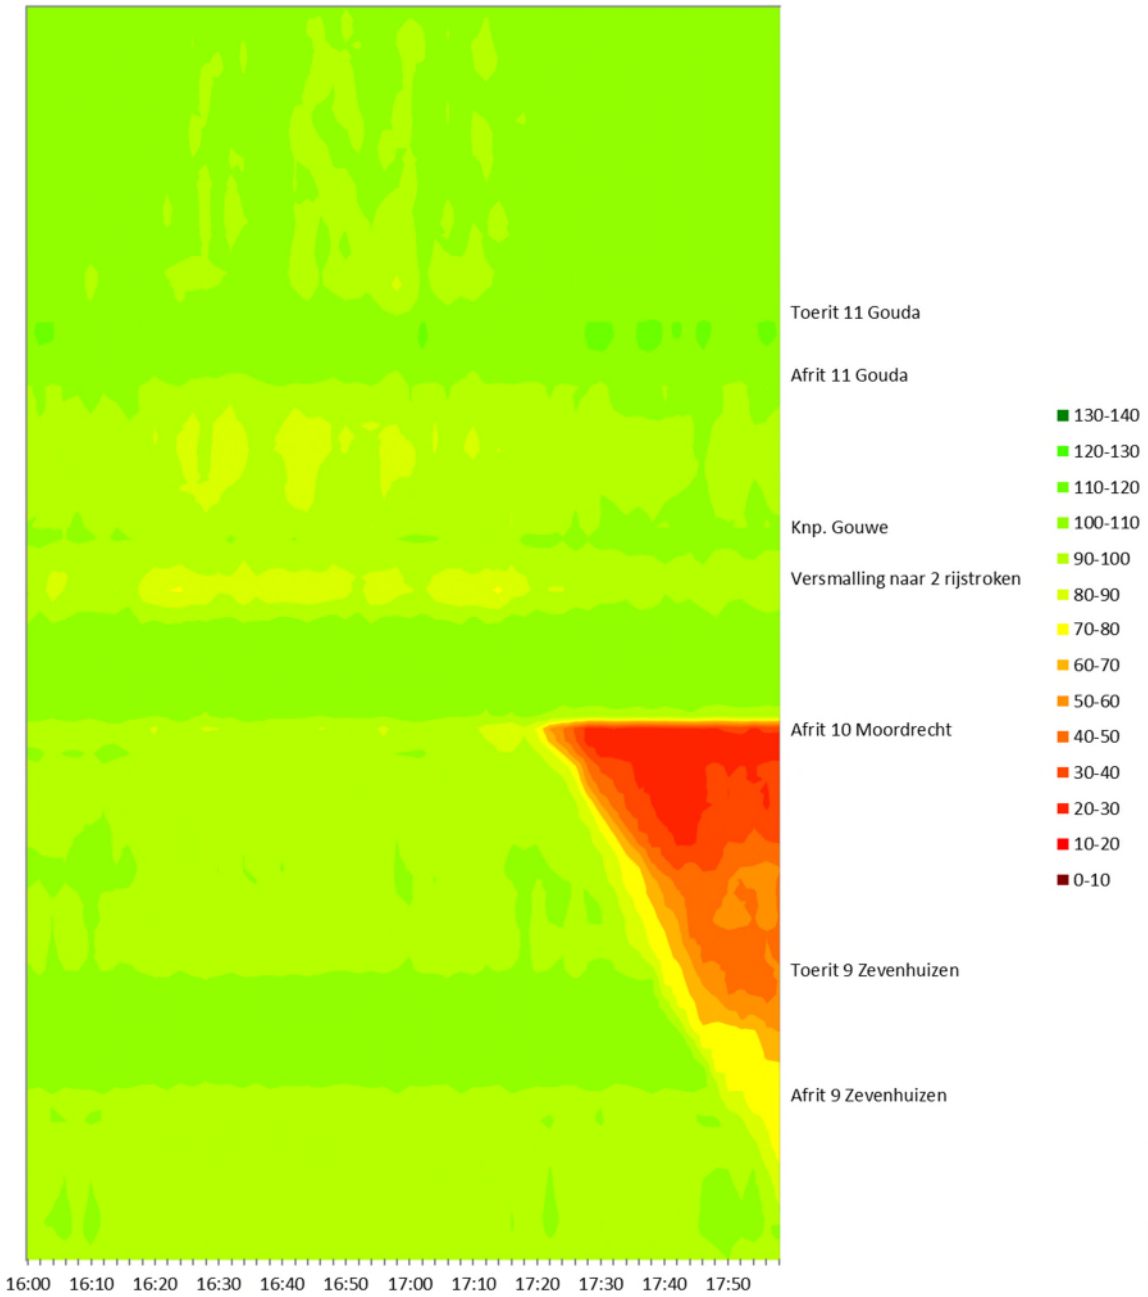 Toerit 11 Gouda
Afrit 11 Gouda
Knp. Gouwe
Versmalling naar 2 rijstroken
Afrit 10 Moordrecht
Toerit 9 Zevenhuizen
Afrit 9 Zevenhuizen
130-140
120-130
110-120
100-110
90-100
80-90
70-80
60-70
50-60
40-50
30-40
20-30
10-20
0-10
16:00 16:10 16:20 16:30 16:40 16:50 17:00 17:10 17:20 17:30 17:40 17:50